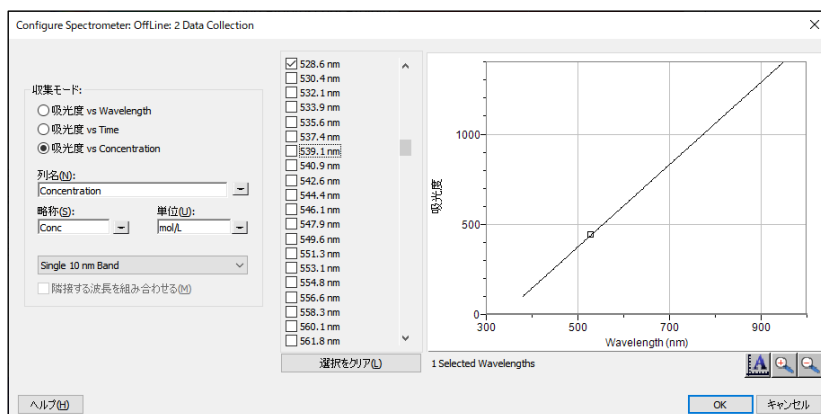 Configure Spectrometer: OffLine: 2 Data Collection
収集モード:
吸光度 vs Wavelength
吸光度 vs Time
吸光度 vs Concentration
列名(N):
Concentration
略称(S):
単位(U):
Conc
mol/L
Single 10 nm Band
隣接する波長を組み合わせる(M)
528.6 nm
530.4 nm
532.1 nm
533.9 nm
535.6 nm
537.4 nm
539.1 nm
540.9 nm
542.6 nm
544.4 nm
546.1 nm
547.9 nm
549.6 nm
551.3 nm
553.1 nm
554.8 nm
556.6 nm
558.3 nm
560.1 nm
561.8 nm
選択をクリア(L)
吸光度
1000
500
0
300
500
700
900
Wavelength (nm)
1 Selected Wavelengths
A
ヘルプ(H)
OK
キャンセル